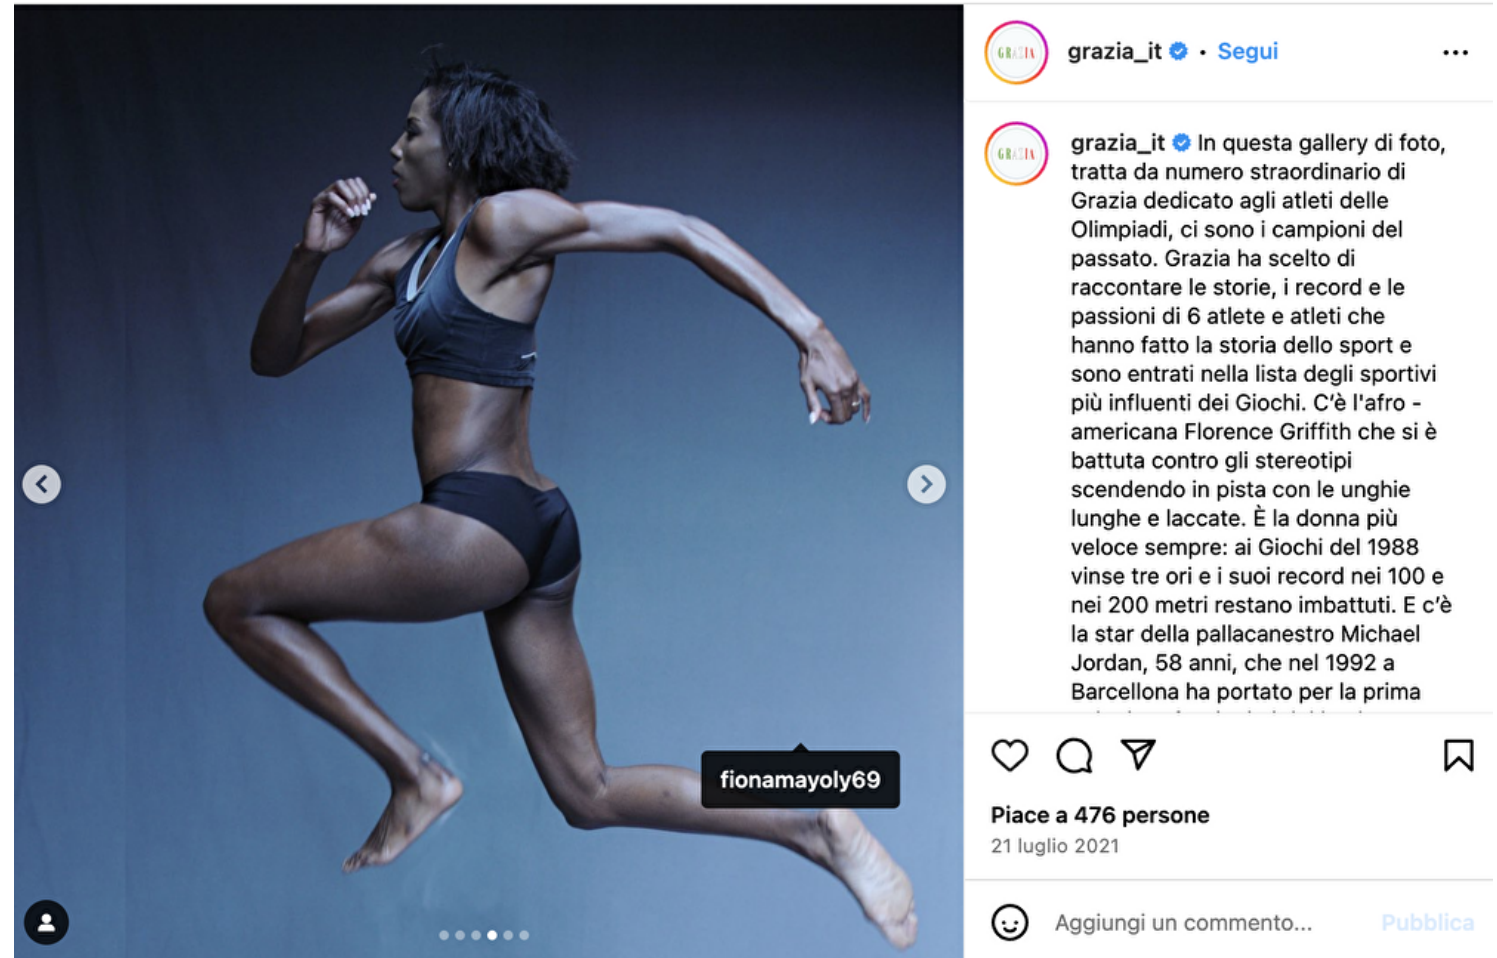 GRAZIA
grazia_it • Segui
GRAZIA
grazia_it In questa gallery di foto,
tratta da numero straordinario di
Grazia dedicato agli atleti delle
Olimpiadi, ci sono i campioni del
passato. Grazia ha scelto di
raccontare le storie, i record e le
passioni di 6 atlete e atleti che
hanno fatto la storia dello sport e
sono entrati nella lista degli sportivi
più influenti dei Giochi. C'è l'afro -
americana Florence Griffith che si è
battuta contro gli stereotipi
scendendo in pista con le unghie
lunghe e laccate. È la donna più
veloce sempre: ai Giochi del 1988
vinse tre ori e i suoi record nei 100 e
nei 200 metri restano imbattuti. E c'è
la star della pallacanestro Michael
Jordan, 58 anni, che nel 1992 a
Barcellona ha portato per la prima
fionamayoly69
Piace a 476 persone
21 luglio 2021
Aggiungi un commento... Pubblica